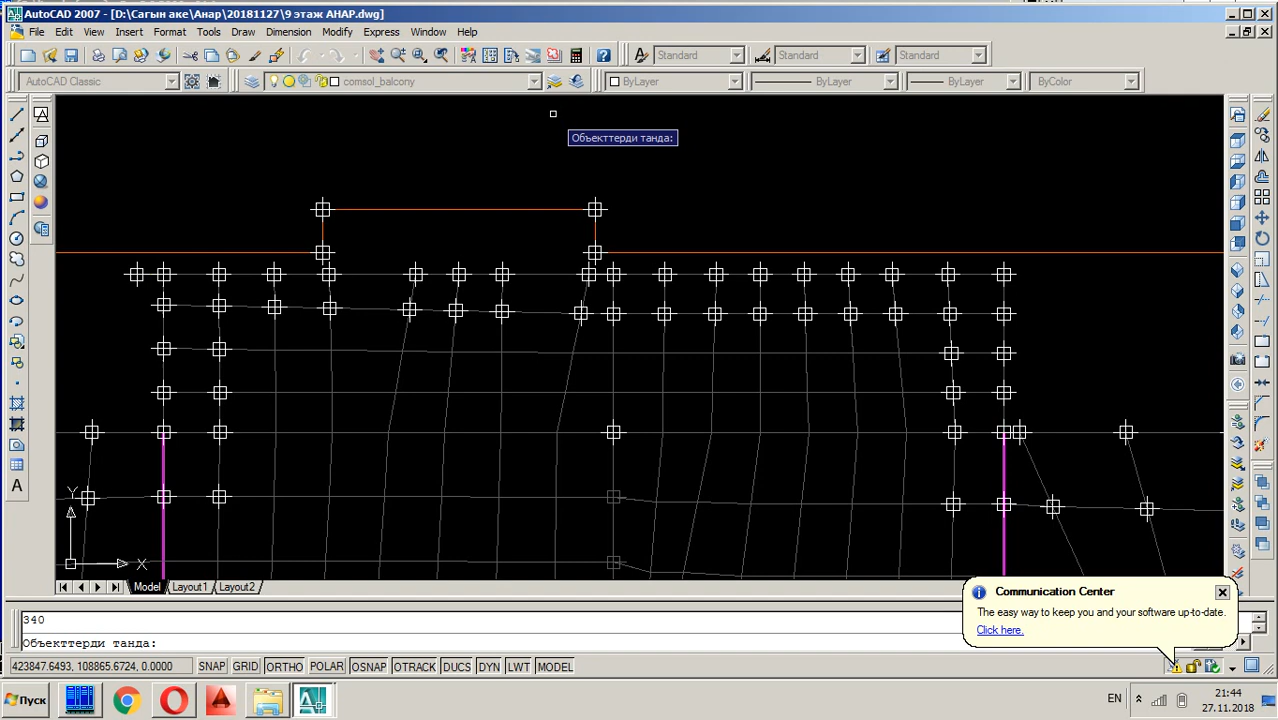 AutoCAD 2007 - [D:\Сагын аке\Анар\20181127\9 этаж АНАР.dwg]
File Edit View Insert Format Tools Draw Dimension Modify Express Window Help
Standard Standard Standard
AutoCAD Classic comsol_balcony ByLayer ByLayer ByLayer ByColor
A
Объекттерди танда:
A
Y
X
Model Layout1 Layout2
Communication Center
The easy way to keep you and your software up-to-date.
Click here.
340
Объекттерди танда:
423847.6493, 108865.6724, 0.0000 SNAP GRID ORTHO POLAR OSNAP OTRACK DUCS DYN LWT MODEL
Пуск EN 21:44
27.11.2018